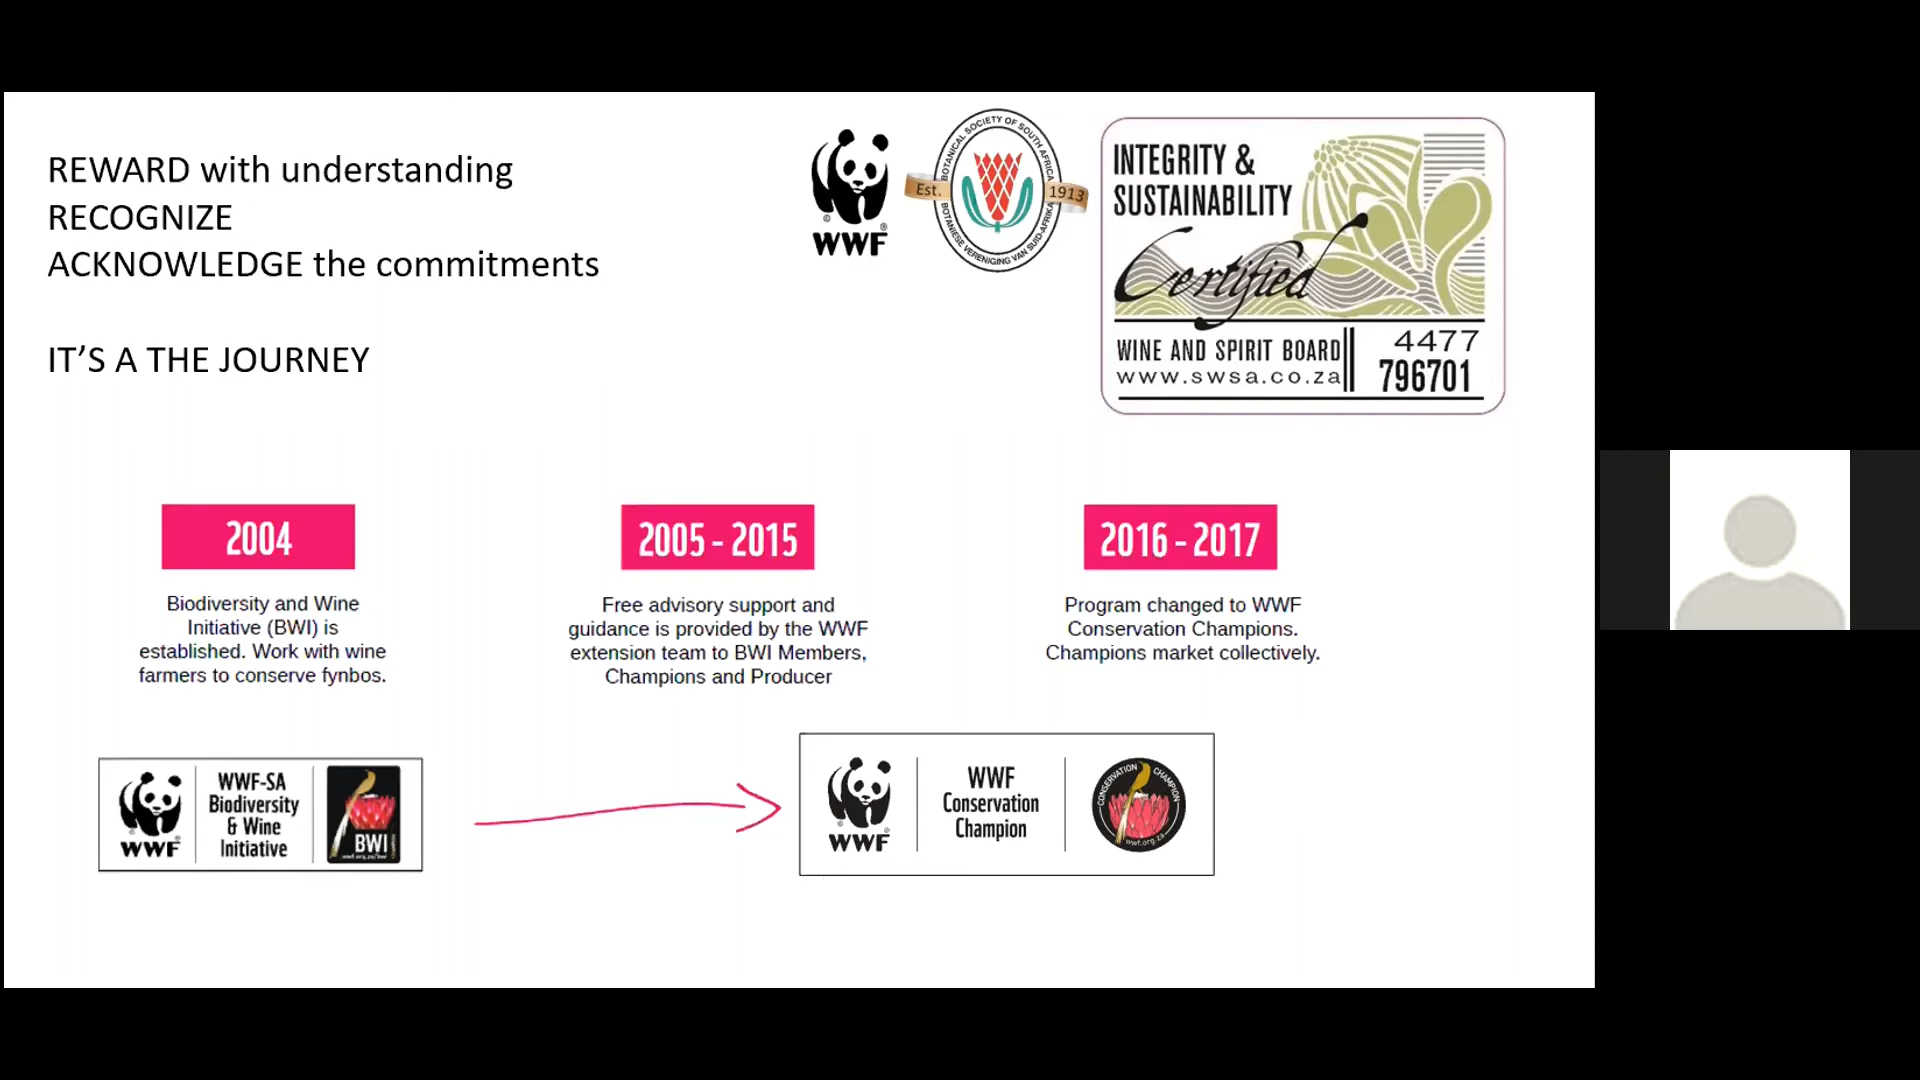 REWARD with understanding
RECOGNIZE
ACKNOWLEDGE the commitments
IT’S A THE JOURNEY
WWF
BOTANICAL SOCIETY OF SOUTH AFRICA
Est. 1913
BOTANIESE VERENIGING VAN SUID-AFRIKA
INTEGRITY &
SUSTAINABILITY
Certified
WINE AND SPIRIT BOARD
www.swsa.co.za
4477
796701
2004
Biodiversity and Wine
Initiative (BWI) is
established. Work with wine
farmers to conserve fynbos.
2005 - 2015
Free advisory support and
guidance is provided by the WWF
extension team to BWI Members,
Champions and Producer
2016 - 2017
Program changed to WWF
Conservation Champions.
Champions market collectively.
WWF
WWF-SA
Biodiversity
& Wine
Initiative
BWI
WWF
WWF
Conservation
Champion
CONSERVATION CHAMPION
wwf.org.za